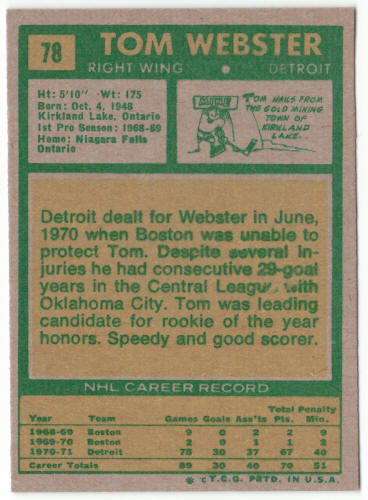 78
TOM WEBSTER
RIGHT WING • DETROIT
Ht: 5'10" -Wt: 175
Born: Oct. 4, 1948
Kirkland Lake, Ontario
1st Pro Season: 1968-69
Home: Niagara Falls
Ontario
TOM HAILS FROM
THE GOLD MINING
TOWN OF
KIRKLAND
LAKE.
Detroit dealt for Webster in June,
1970 when Boston was unable to
protect Tom. Despite several in-
juries he had consecutive 29-goal
years in the Central League with
Oklahoma City. Tom was leading
candidate for rookie of the year
honors. Speedy and good scorer.
NHL CAREER RECORD
Total Penalty
Year Team Games Goals Ass'ts Pts. Min.
1968-69 Boston 9 0 2 2 9
1969-70 Boston 2 0 1 1 2
1970-71 Detroit 78 30 37 67 40
Career Totals 89 30 40 70 51
© T.C.G. PRTD. IN U.S.A.